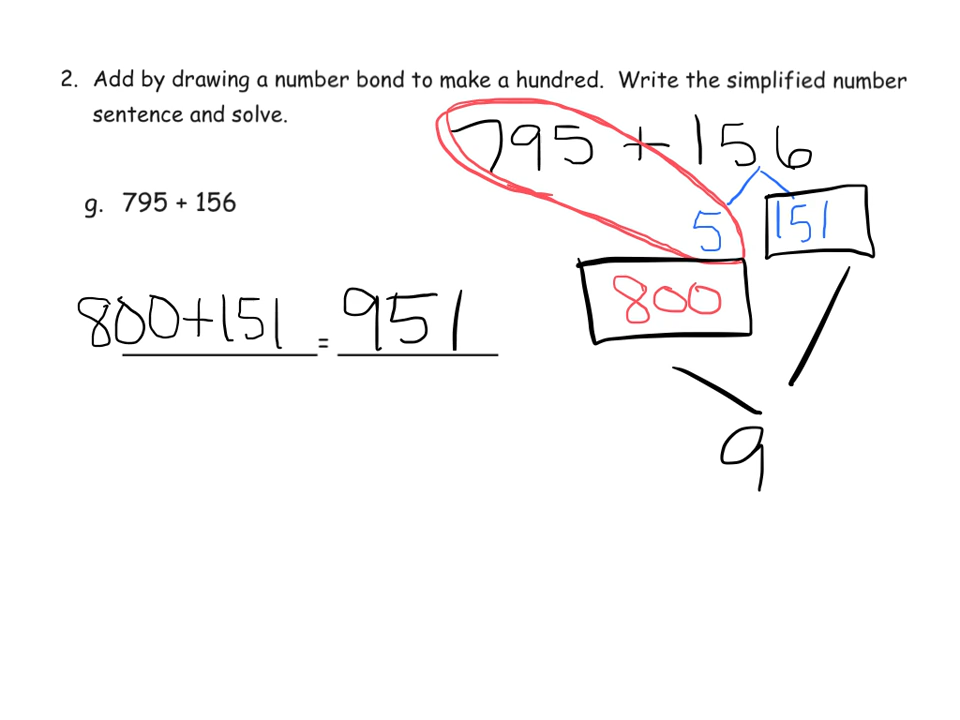 2. Add by drawing a number bond to make a hundred. Write the simplified number
sentence and solve.
795 + 156
g. 795 + 156
5 151
800
800+151 = 951
9